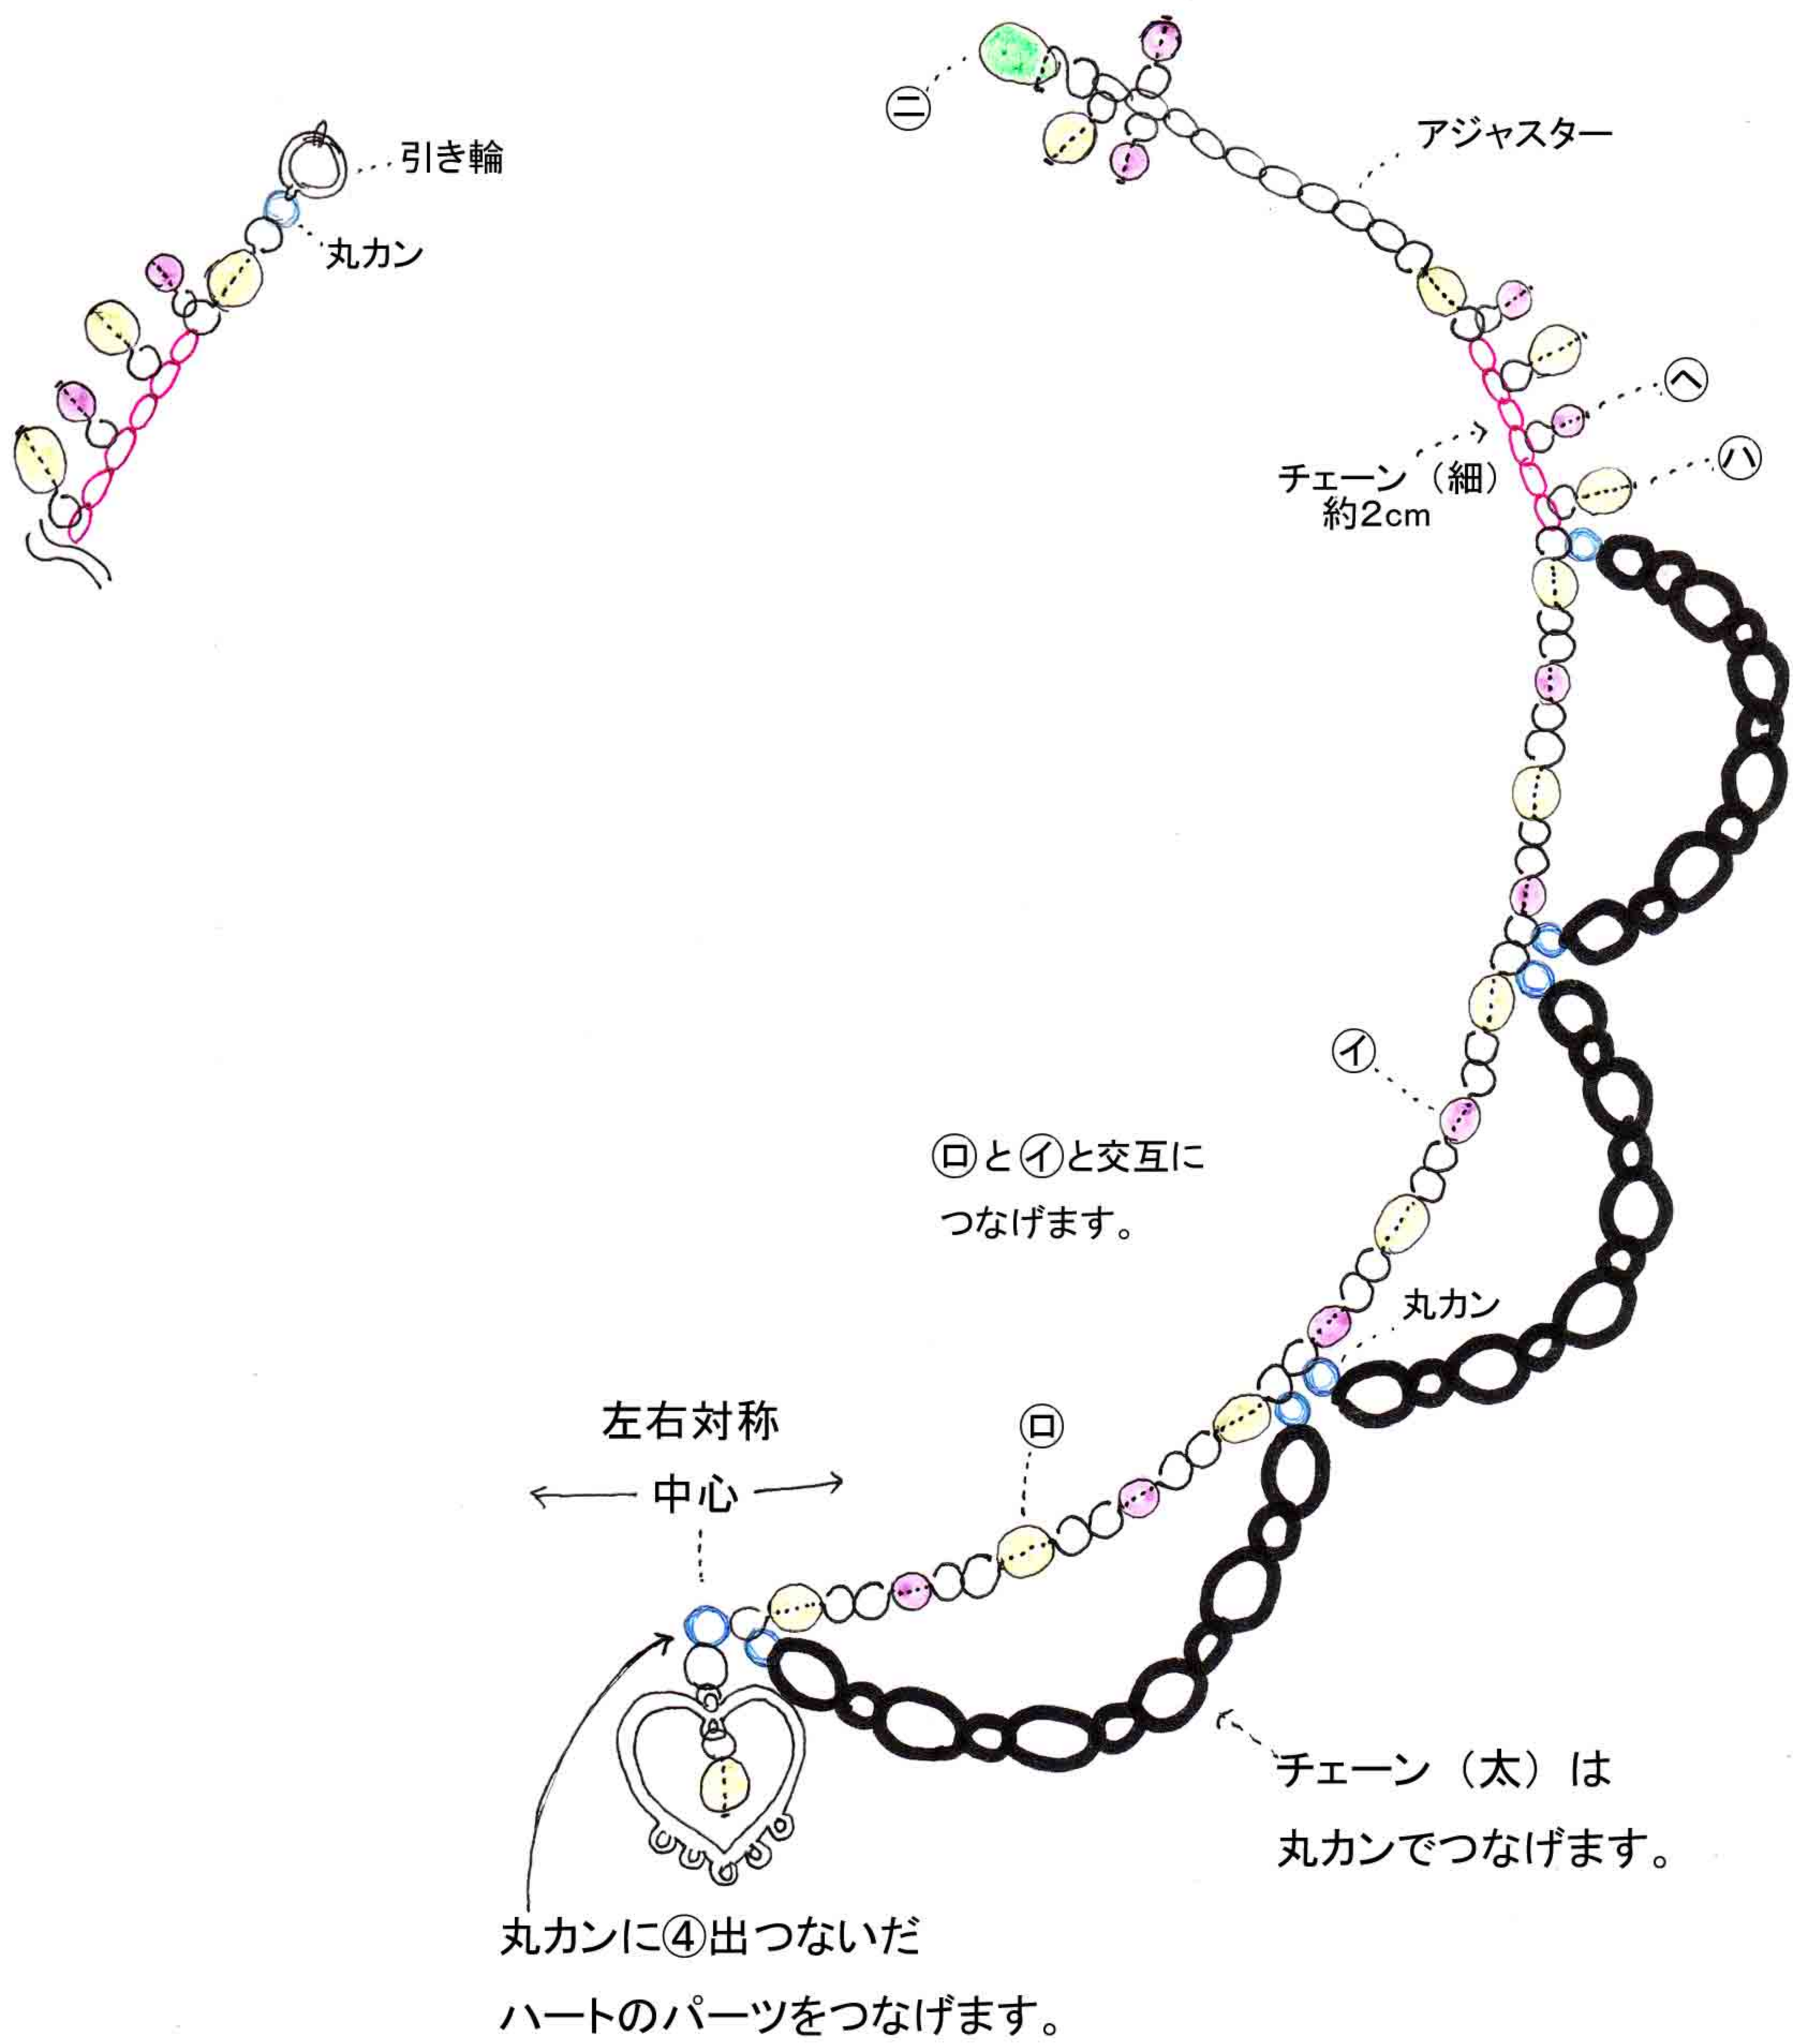 ㊁
アジャスター
引き輪
丸カン
㋬
㋩
チェーン（細）
約2cm
㋑
㋺と㋑と交互に
つなげます。
丸カン
左右対称
中心
㋺
チェーン（太）は
丸カンでつなげます。
丸カンに④出つないだ
ハートのパーツをつなげます。